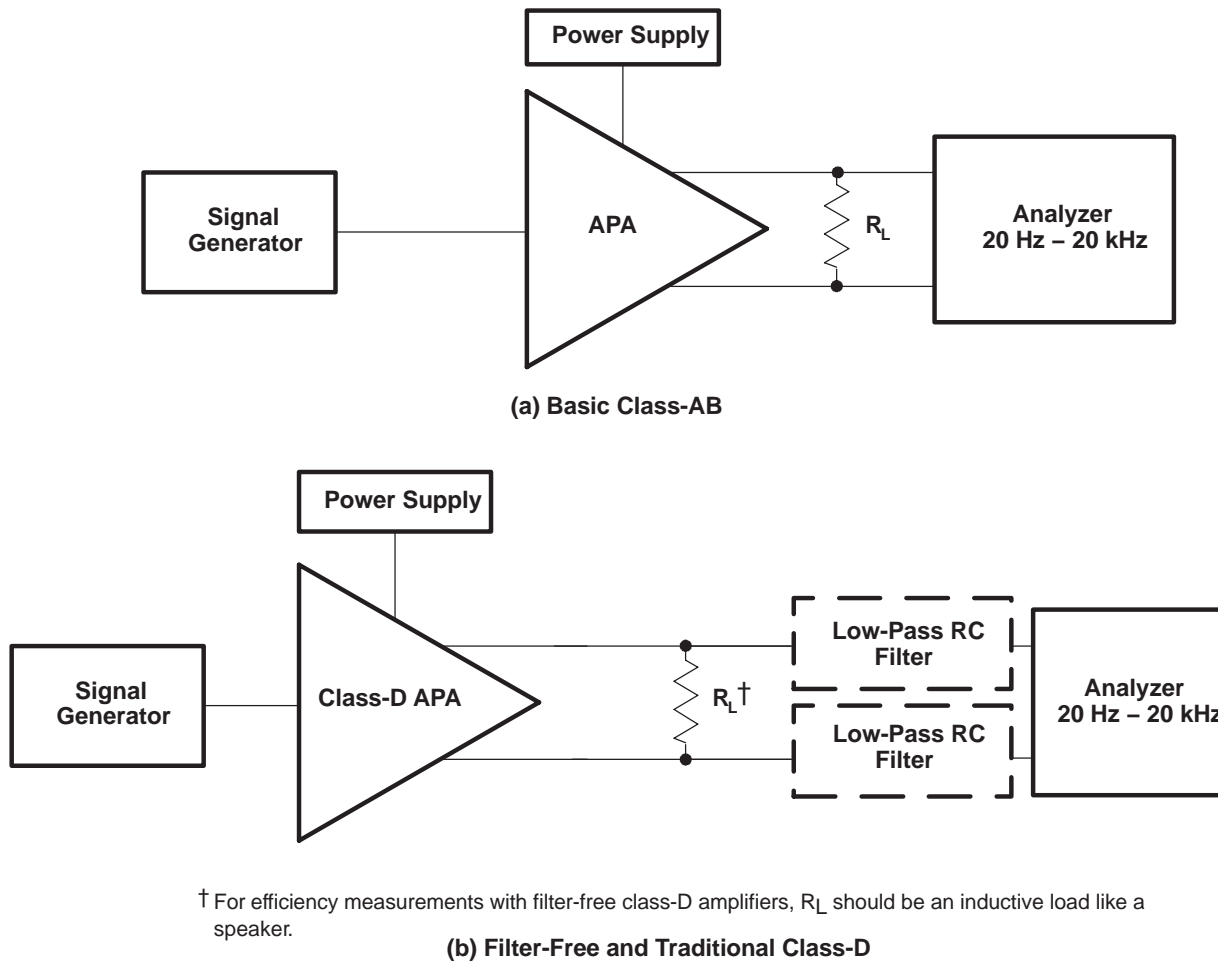 Power Supply
Signal
Generator
APA
R_L
Analyzer
20 Hz – 20 kHz
(a) Basic Class-AB
Power Supply
Signal
Generator
Class-D APA
R_L†
Low-Pass RC
Filter
Low-Pass RC
Filter
Analyzer
20 Hz – 20 kHz
† For efficiency measurements with filter-free class-D amplifiers, R_L should be an inductive load like a
speaker.
(b) Filter-Free and Traditional Class-D